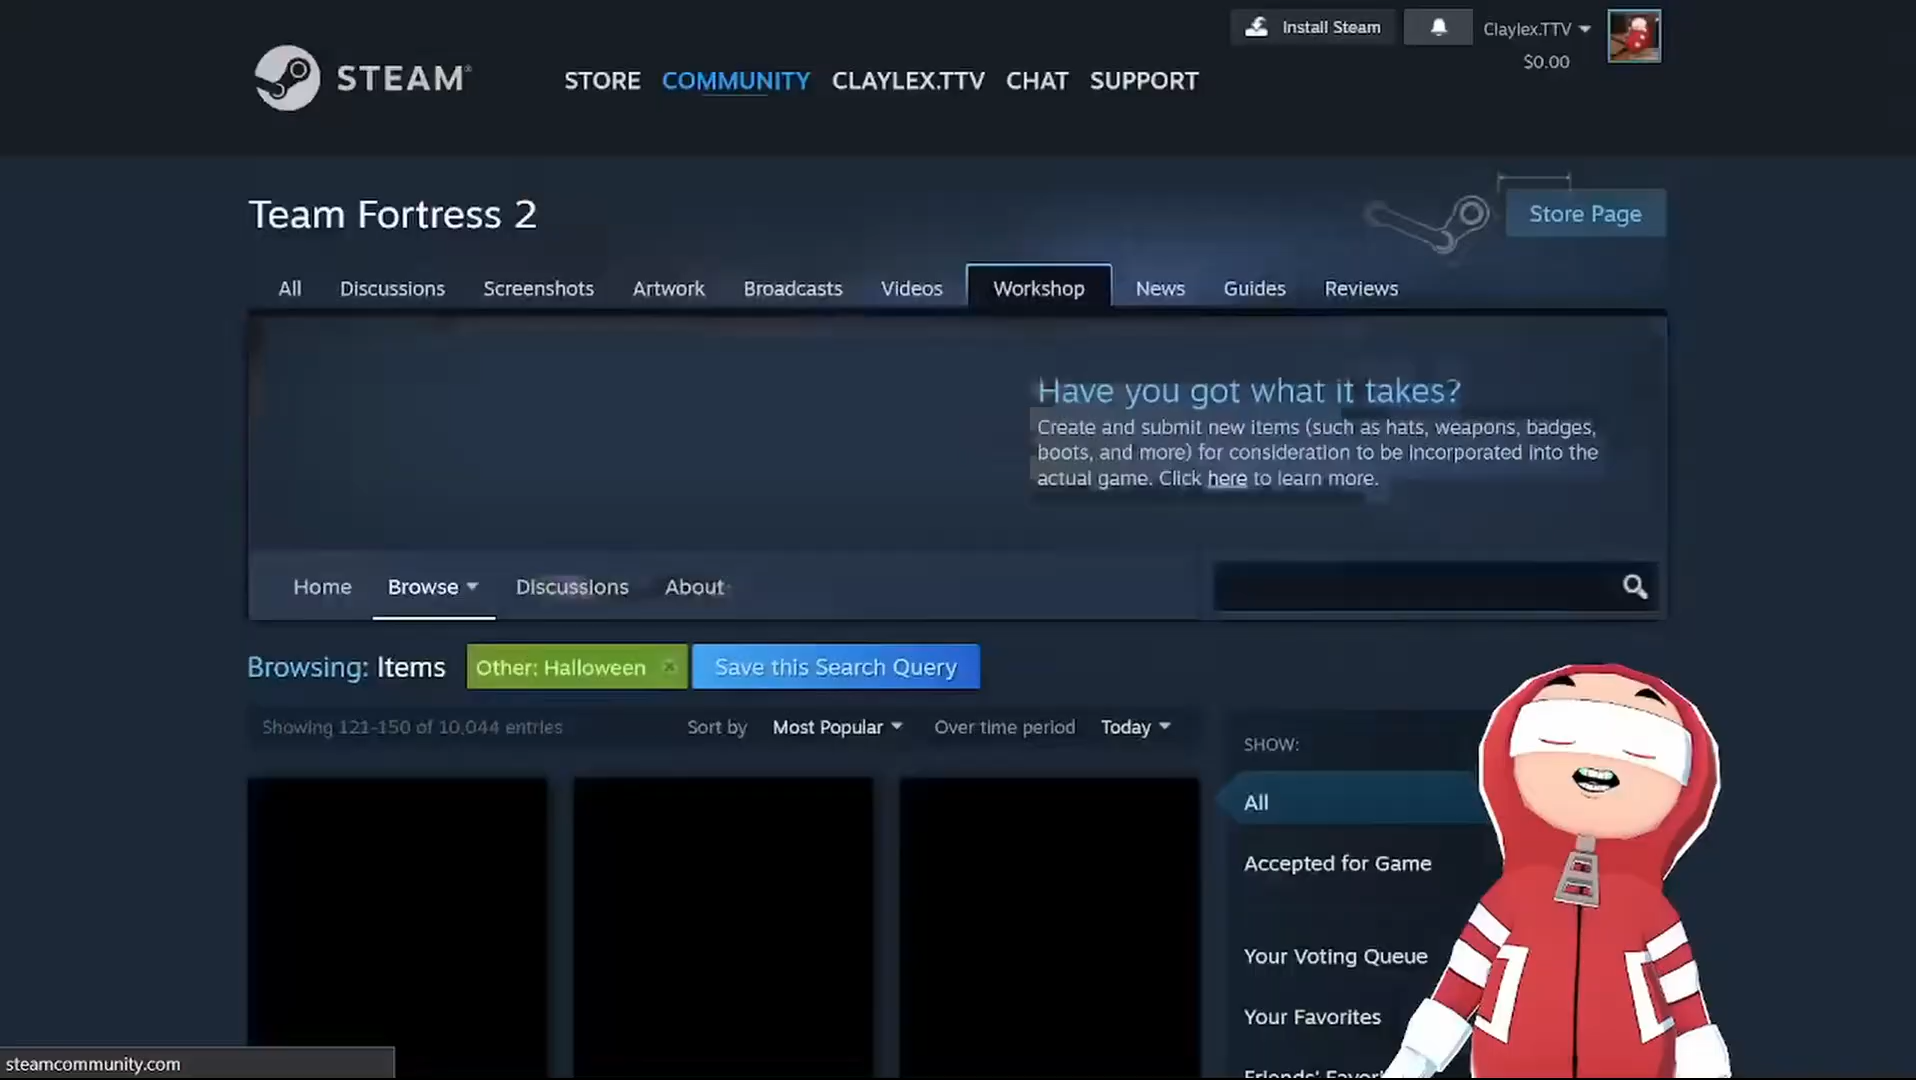 Install Steam
Claylex.TTV
$0.00
STEAM®
STORE COMMUNITY CLAYLEX.TTV CHAT SUPPORT
Team Fortress 2
Store Page
All Discussions Screenshots Artwork Broadcasts Videos Workshop News Guides Reviews
Have you got what it takes?
Create and submit new items (such as hats, weapons, badges,
boots, and more) for consideration to be incorporated into the
actual game. Click here to learn more.
Home Browse Discussions About
Browsing: Items Other: Halloween × Save this Search Query
Showing 121-150 of 10,044 entries Sort by Most Popular Over time period Today
SHOW:
All
Accepted for Game
Your Voting Queue
Your Favorites
Friends'
steamcommunity.com